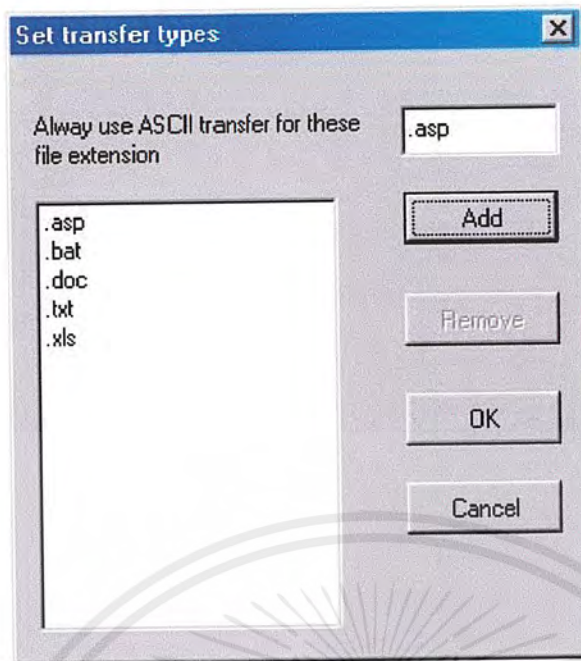 Set transfer types
Alway use ASCII transfer for these
file extension
.asp
.asp
.bat
.doc
.txt
.xls
Add
Remove
OK
Cancel